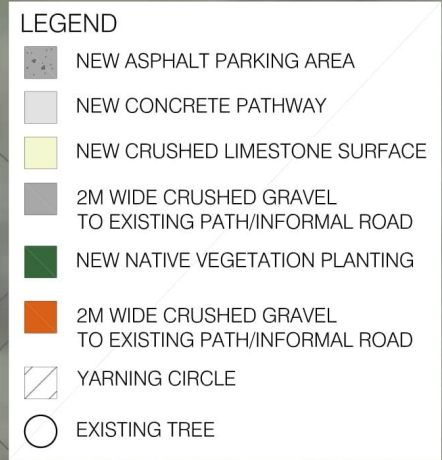 LEGEND
NEW ASPHALT PARKING AREA
NEW CONCRETE PATHWAY
NEW CRUSHED LIMESTONE SURFACE
2M WIDE CRUSHED GRAVEL
TO EXISTING PATH/INFORMAL ROAD
NEW NATIVE VEGETATION PLANTING
2M WIDE CRUSHED GRAVEL
TO EXISTING PATH/INFORMAL ROAD
YARNING CIRCLE
EXISTING TREE